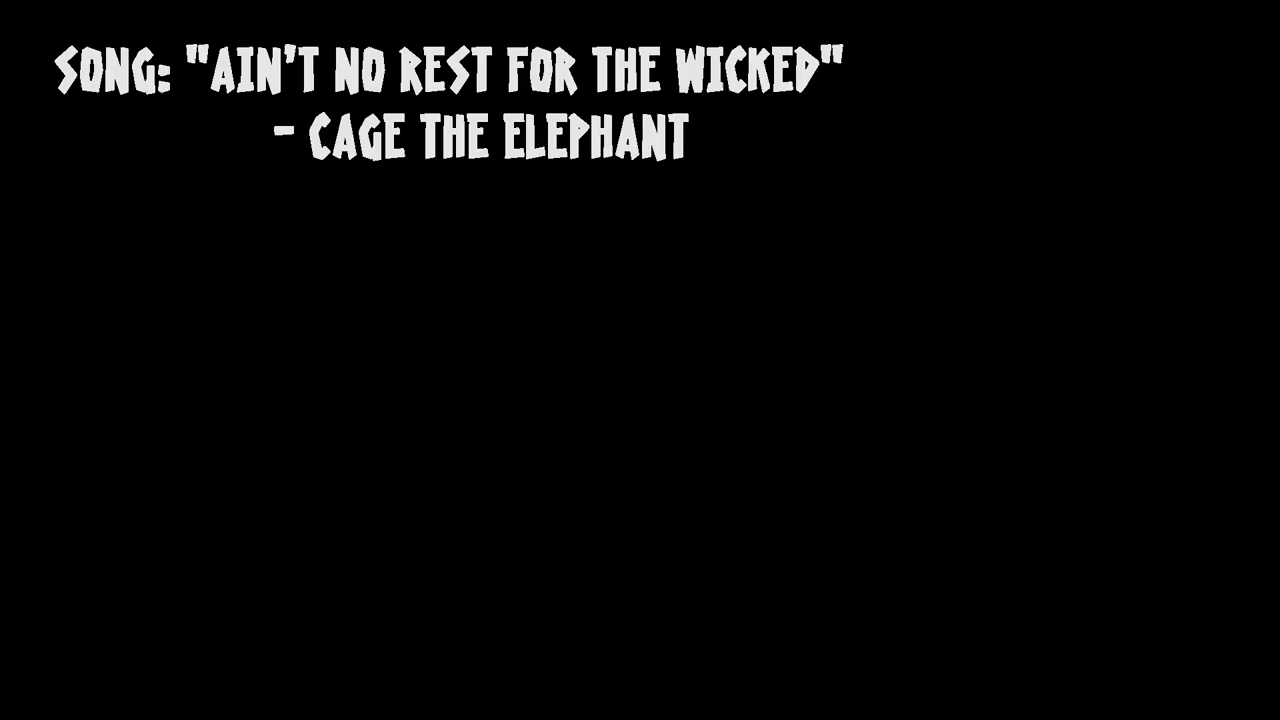 SONG: "AIN'T NO REST FOR THE WICKED"
- CAGE THE ELEPHANT